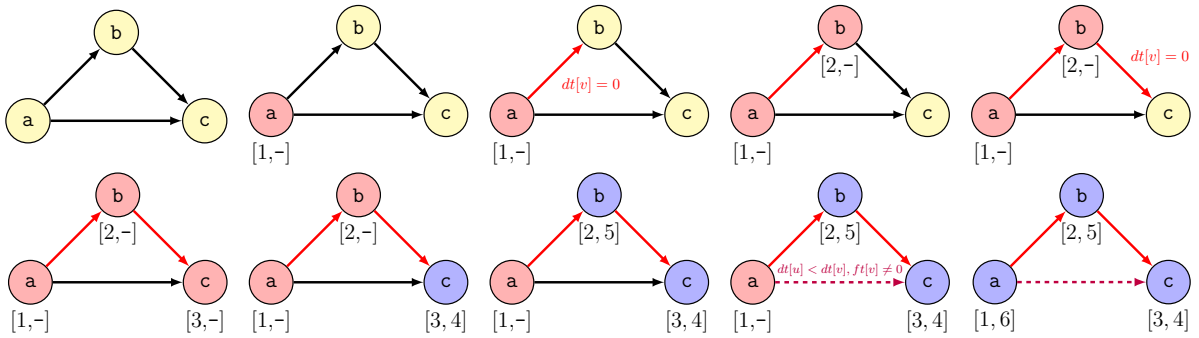 b
a
c
b
a
c
[1,-]
b
dt[v] = 0
a
c
[1,-]
b
[2,-]
a
c
[1,-]
b
[2,-]
dt[v] = 0
a
c
[1,-]
b
[2,-]
a
c
[1,-]
[3,-]
b
[2,-]
a
c
[1,-]
[3, 4]
b
[2, 5]
a
c
[1,-]
[3, 4]
b
[2, 5]
dt[u] < dt[v], ft[v] ≠ 0
a
c
[1,-]
[3, 4]
b
[2, 5]
a
c
[1, 6]
[3, 4]